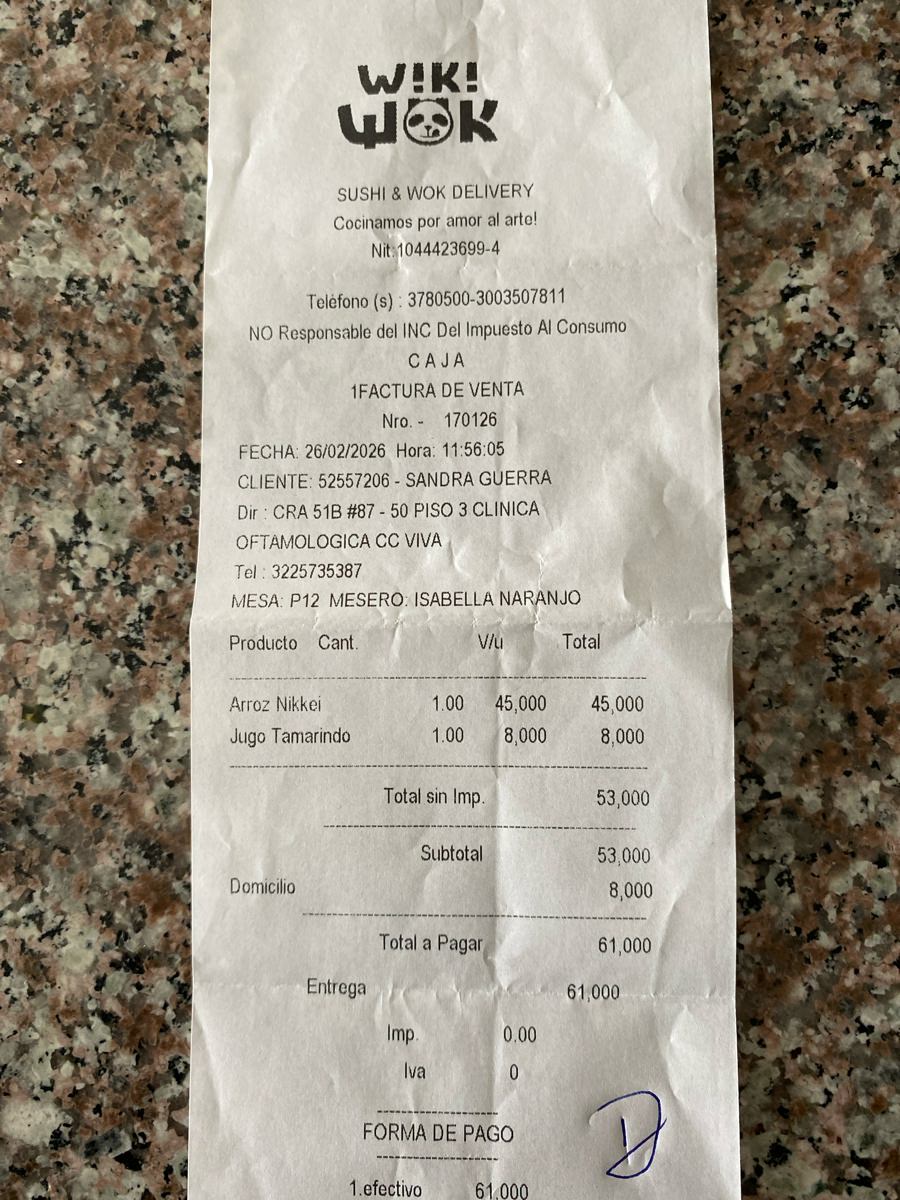 W!K!
WOK
SUSHI & WOK DELIVERY
Cocinamos por amor al arte!
Nit:1044423699-4
Teléfono (s) : 3780500-3003507811
NO Responsable del INC Del Impuesto Al Consumo
C A J A
1FACTURA DE VENTA
Nro. - 170126
FECHA: 26/02/2026 Hora: 11:56:05
CLIENTE: 52557206 - SANDRA GUERRA
Dir : CRA 51B #87 - 50 PISO 3 CLINICA
OFTAMOLOGICA CC VIVA
Tel : 3225735387
MESA: P12 MESERO: ISABELLA NARANJO
Producto Cant. V/u Total
Arroz Nikkei 1.00 45,000 45,000
Jugo Tamarindo 1.00 8,000 8,000
Total sin Imp. 53,000
Subtotal 53,000
Domicilio 8,000
Total a Pagar 61,000
Entrega 61,000
Imp. 0.00
Iva 0
FORMA DE PAGO
D
1.efectivo 61.000